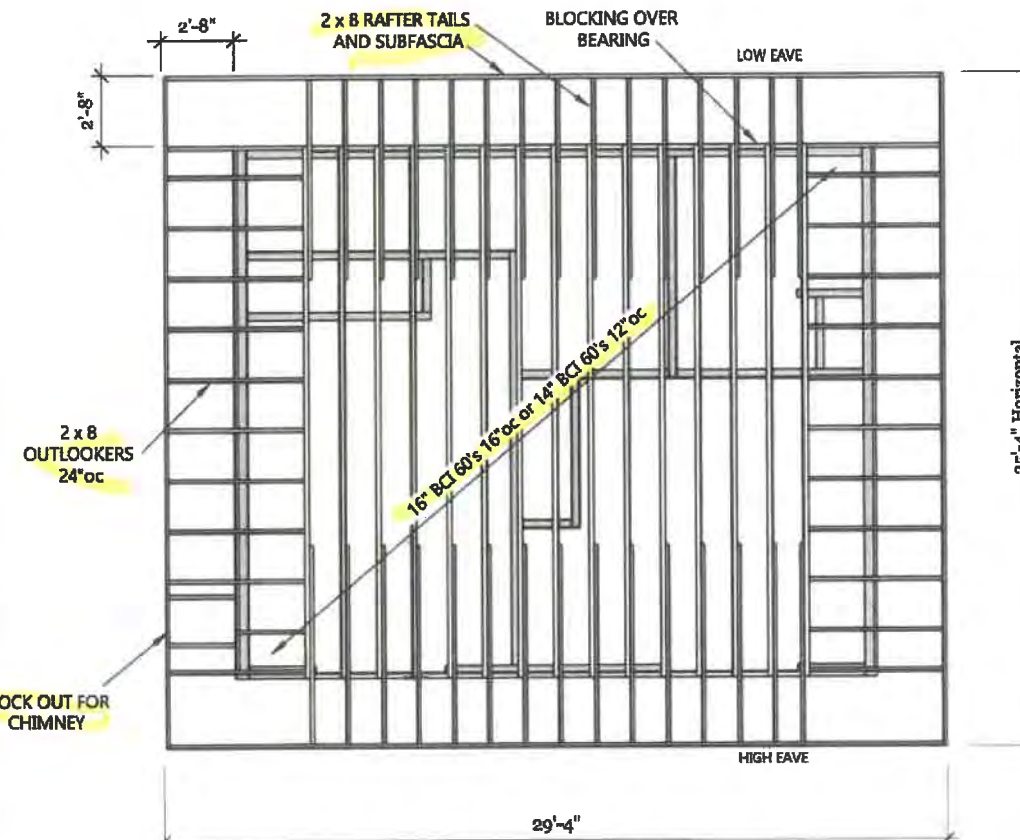 2'-8"
2 x 8 RAFTER TAILS
AND SUBFASCIA
BLOCKING OVER
BEARING
LOW EAVE
2'-8"
16" BCI 60's 16"oc or 14" BCI 60's 12"oc
2 x 8
OUTLOOKERS
24"oc
OCK OUT FOR
CHIMNEY
HIGH EAVE
29'-4"